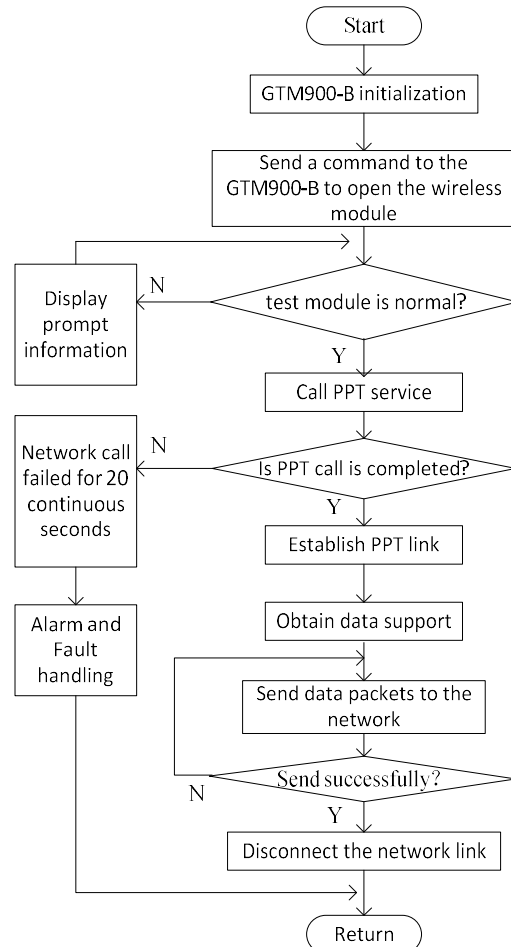 Start
GTM900-B initialization
Send a command to the
GTM900-B to open the wireless
module
N
Display
prompt
information
test module is normal?
Y
Call PPT service
N
Network call
failed for 20
continuous
seconds
Is PPT call is completed?
Y
Establish PPT link
Alarm and
Fault
handling
Obtain data support
Send data packets to the
network
Send successfully?
N
Y
Disconnect the network link
Return